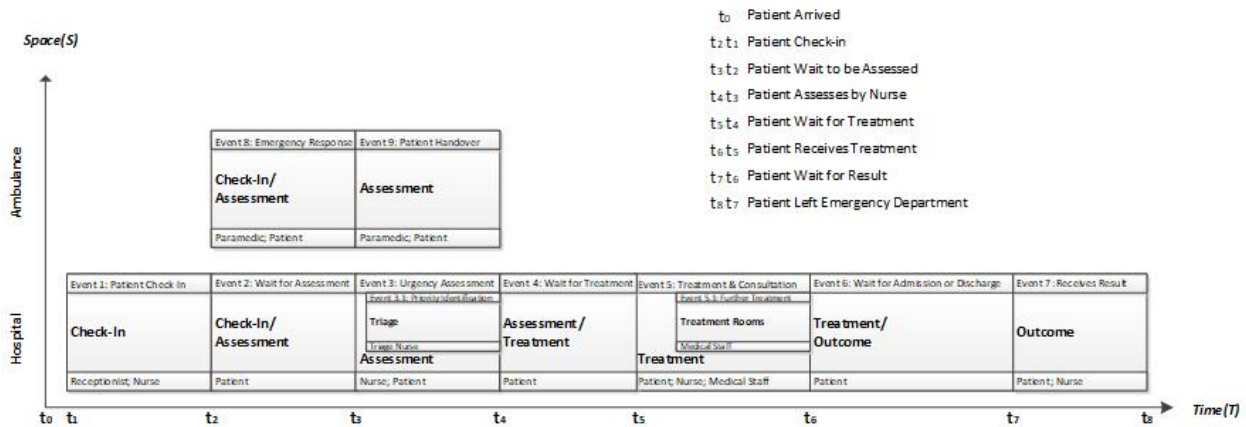 t₀ Patient Arrived
Space(S)
t₂t₁ Patient Check-in
t₃t₂ Patient Wait to be Assessed
t₄t₃ Patient Assesses by Nurse
t₅t₄ Patient Wait for Treatment
t₆t₅ Patient Receives Treatment
t₇t₆ Patient Wait for Result
t₈t₇ Patient Left Emergency Department
Ambulance
Event 8: Emergency Response
Check-In/
Assessment
Paramedic; Patient
Event 9: Patient Handover
Assessment
Paramedic; Patient
Hospital
Event 1: Patient Check In
Check-In
Receptionist; Nurse
Event 2: Wait for Assessment
Check-In/
Assessment
Patient
Event 3: Urgency Assessment
Event 3.1: Priority Identification
Triage
Triage Nurse
Assessment
Nurse; Patient
Event 4: Wait for Treatment
Assessment/
Treatment
Patient
Event 5: Treatment & Consultation
Event 5.1: Further Treatment
Treatment Rooms
Medical Staff
Treatment
Patient; Nurse; Medical Staff
Event 6: Wait for Admission or Discharge
Treatment/
Outcome
Patient
Event 7: Receives Result
Outcome
Patient; Nurse
t₀ t₁ t₂ t₃ t₄ t₅ t₆ t₇ t₈
Time(T)